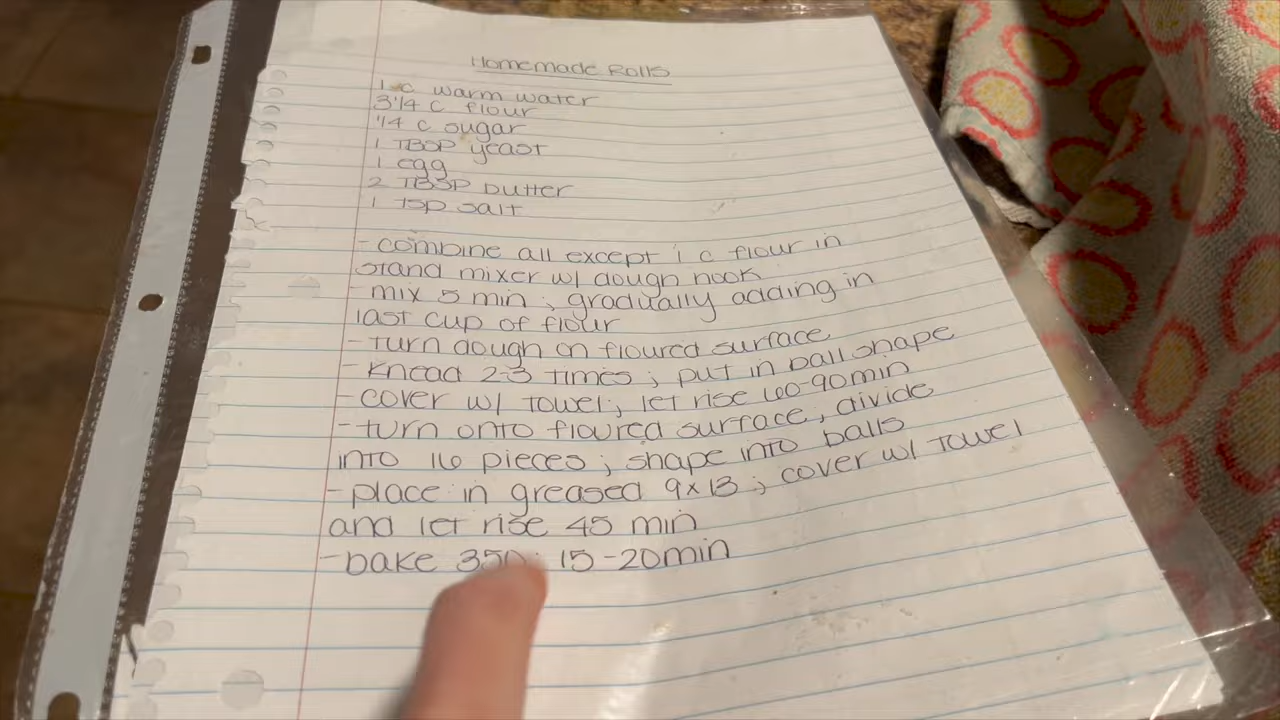 Homemade Rolls
1 c warm water
3 1/4 c flour
1/4 c sugar
1 TBSP yeast
1 egg
2 TBSP butter
1 tsp salt
- combine all except 1 c flour in
stand mixer w/ dough hook
- mix 5 min ; gradually adding in
last cup of flour
- turn dough on floured surface
- knead 2-3 times ; put in ball shape
- cover w/ towel ; let rise 60-90min
- turn onto floured surface, divide
into 16 pieces ; shape into balls
- place in greased 9x13 ; cover w/ towel
and let rise 45 min
- bake 350 ; 15-20min